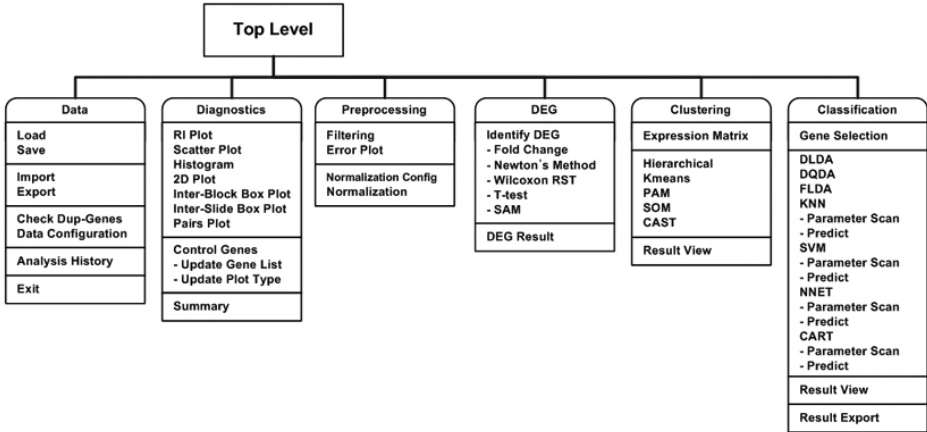 Top Level
Data
Load
Save
Import
Export
Check Dup-Genes
Data Configuration
Analysis History
Exit
Diagnostics
RI Plot
Scatter Plot
Histogram
2D Plot
Inter-Block Box Plot
Inter-Slide Box Plot
Pairs Plot
Control Genes
- Update Gene List
- Update Plot Type
Summary
Preprocessing
Filtering
Error Plot
Normalization Config
Normalization
DEG
Identify DEG
- Fold Change
- Newton´s Method
- Wilcoxon RST
- T-test
- SAM
DEG Result
Clustering
Expression Matrix
Hierarchical
Kmeans
PAM
SOM
CAST
Result View
Classification
Gene Selection
DLDA
DQDA
FLDA
KNN
- Parameter Scan
- Predict
SVM
- Parameter Scan
- Predict
NNET
- Parameter Scan
- Predict
CART
- Parameter Scan
- Predict
Result View
Result Export